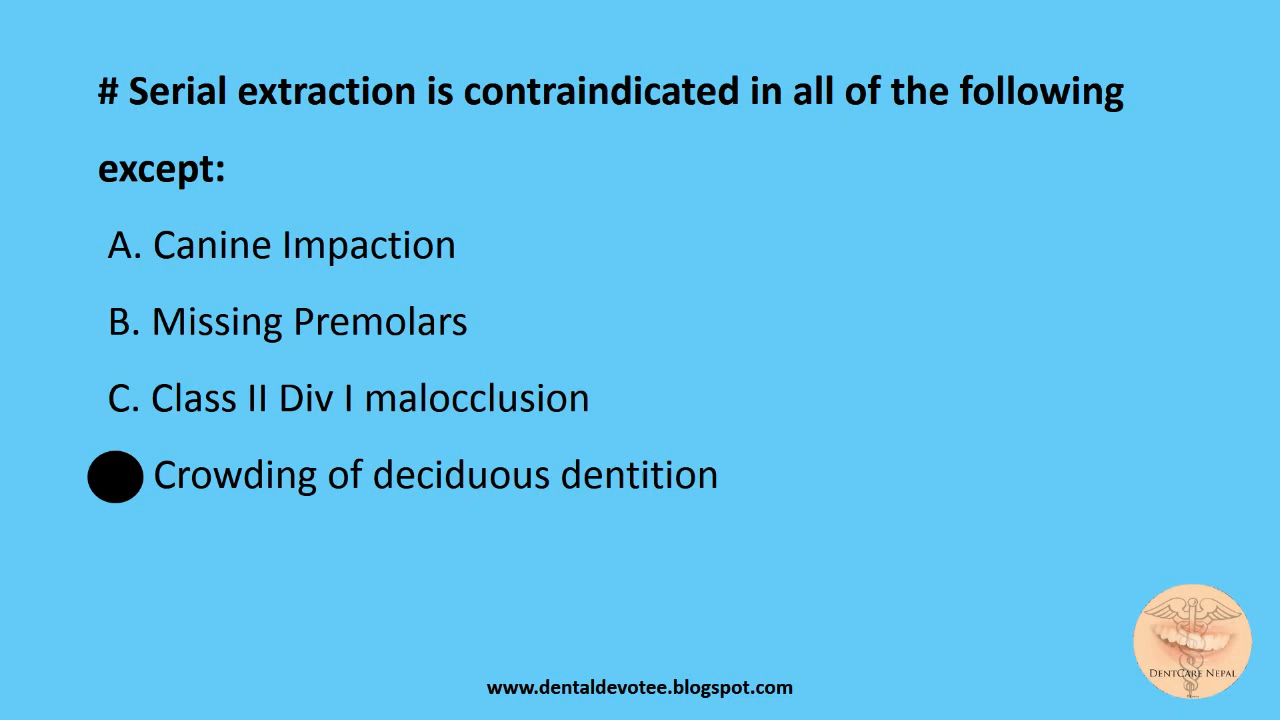 # Serial extraction is contraindicated in all of the following
except:
A. Canine Impaction
B. Missing Premolars
C. Class II Div I malocclusion
Crowding of deciduous dentition
DENTCARE NEPAL
www.dentaldevotee.blogspot.com